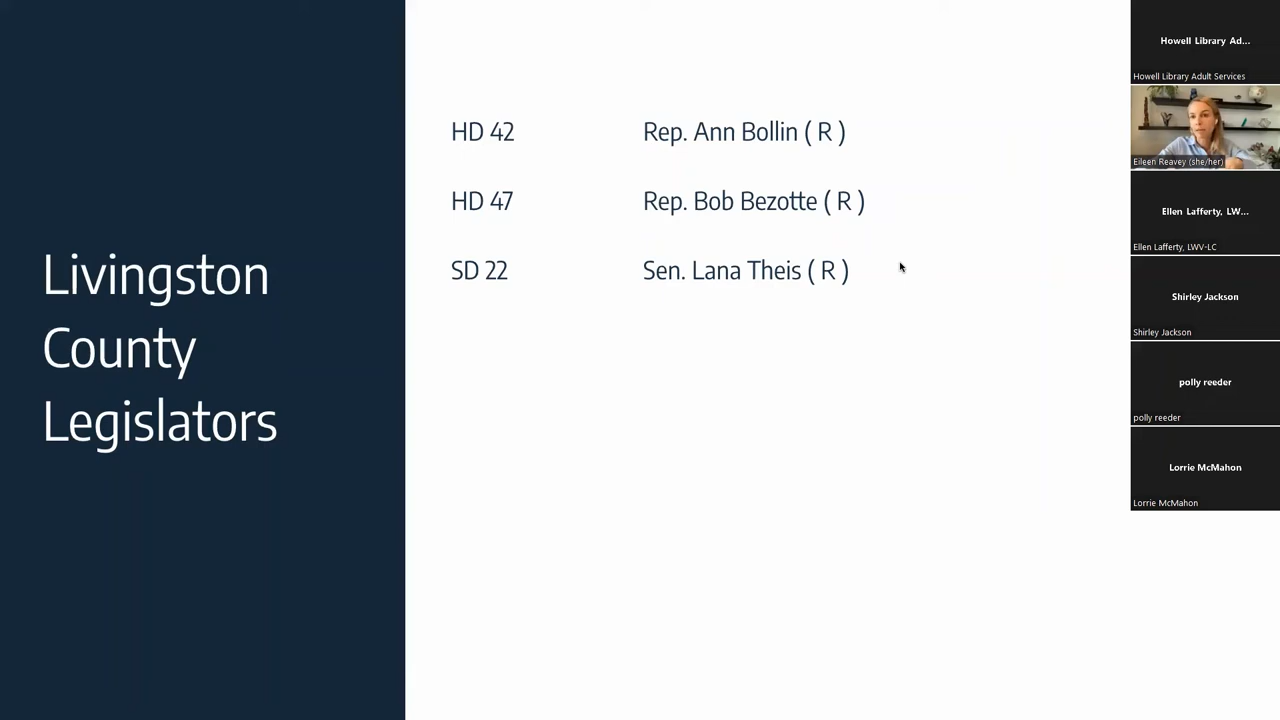 Livingston
County
Legislators
HD 42 Rep. Ann Bollin ( R )
HD 47 Rep. Bob Bezotte ( R )
SD 22 Sen. Lana Theis ( R )
Howell Library Ad...
Howell Library Adult Services
Eileen Reavey (she/her)
Ellen Lafferty, LW...
Ellen Lafferty, LWV-LC
Shirley Jackson
Shirley Jackson
polly reeder
polly reeder
Lorrie McMahon
Lorrie McMahon